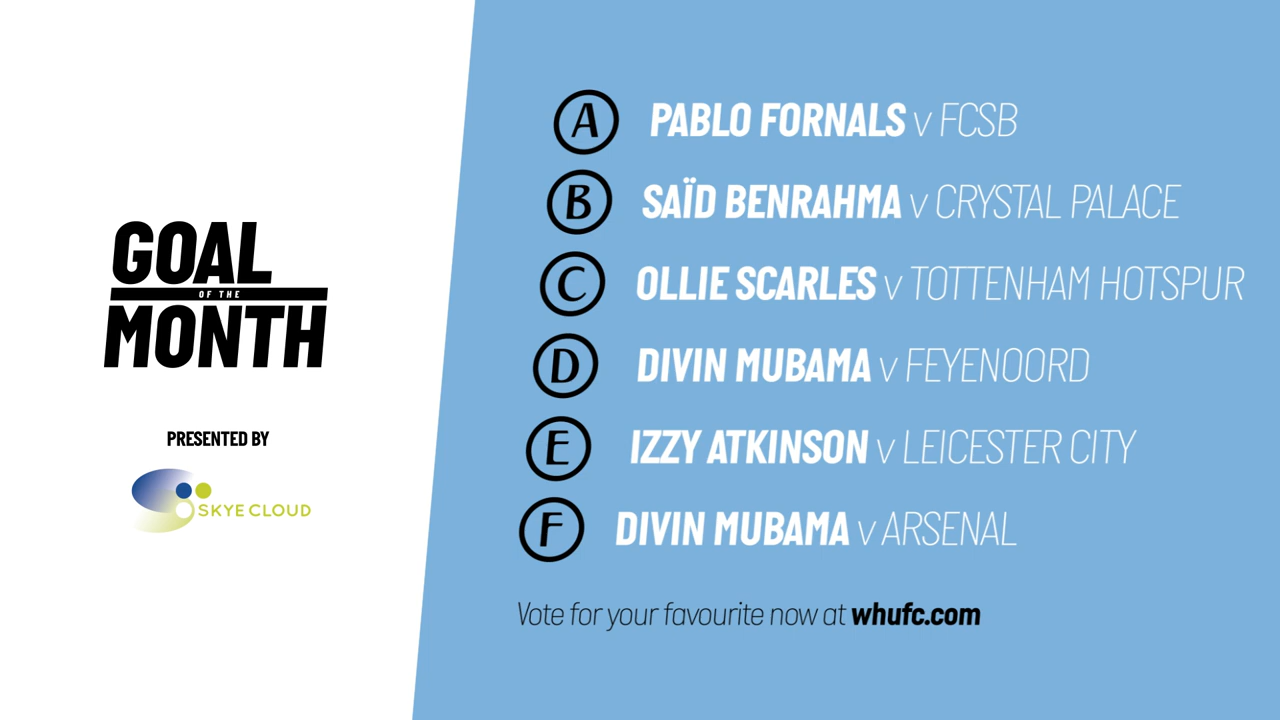 GOAL
OF THE
MONTH
PRESENTED BY
SKYE CLOUD
A PABLO FORNALS v FCSB
B SAÏD BENRAHMA v CRYSTAL PALACE
C OLLIE SCARLES v TOTTENHAM HOTSPUR
D DIVIN MUBAMA v FEYENOORD
E IZZY ATKINSON v LEICESTER CITY
F DIVIN MUBAMA v ARSENAL
Vote for your favourite now at whufc.com